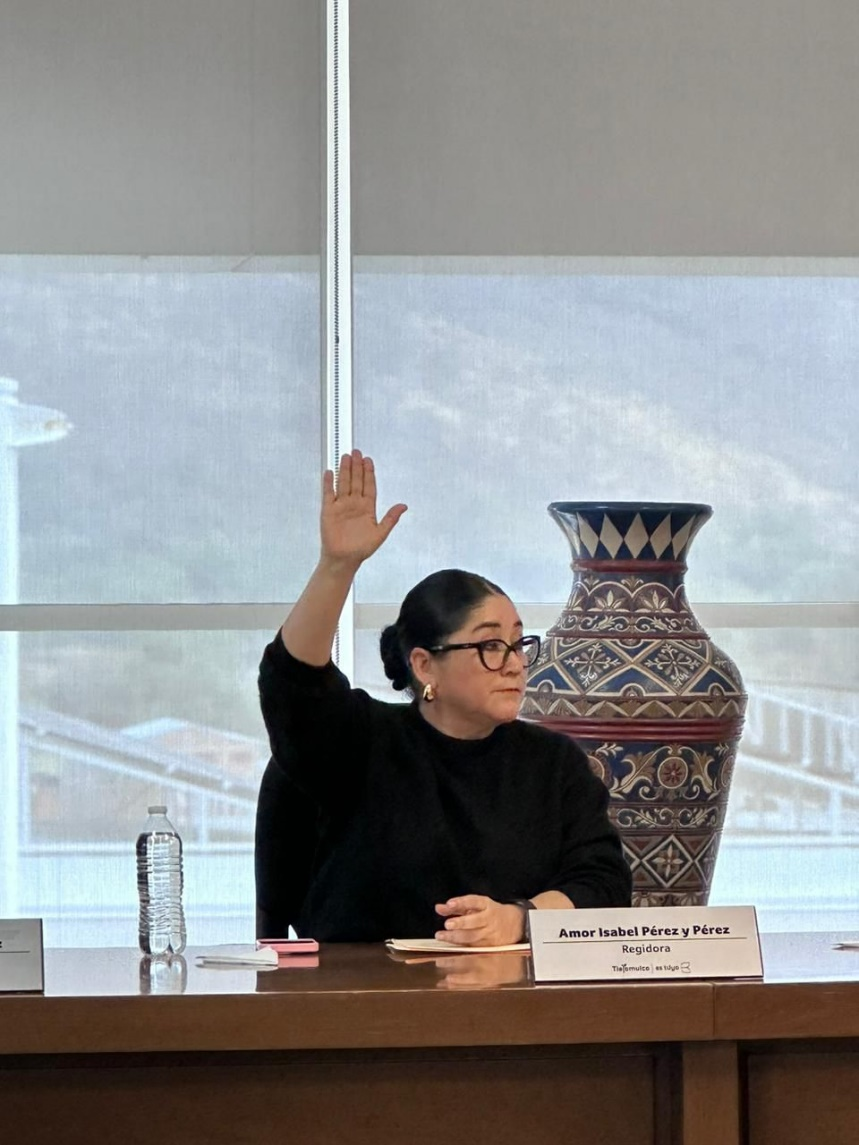 Amor Isabel Pérez y Pérez
Regidora
Tlajomulco | es tuyo